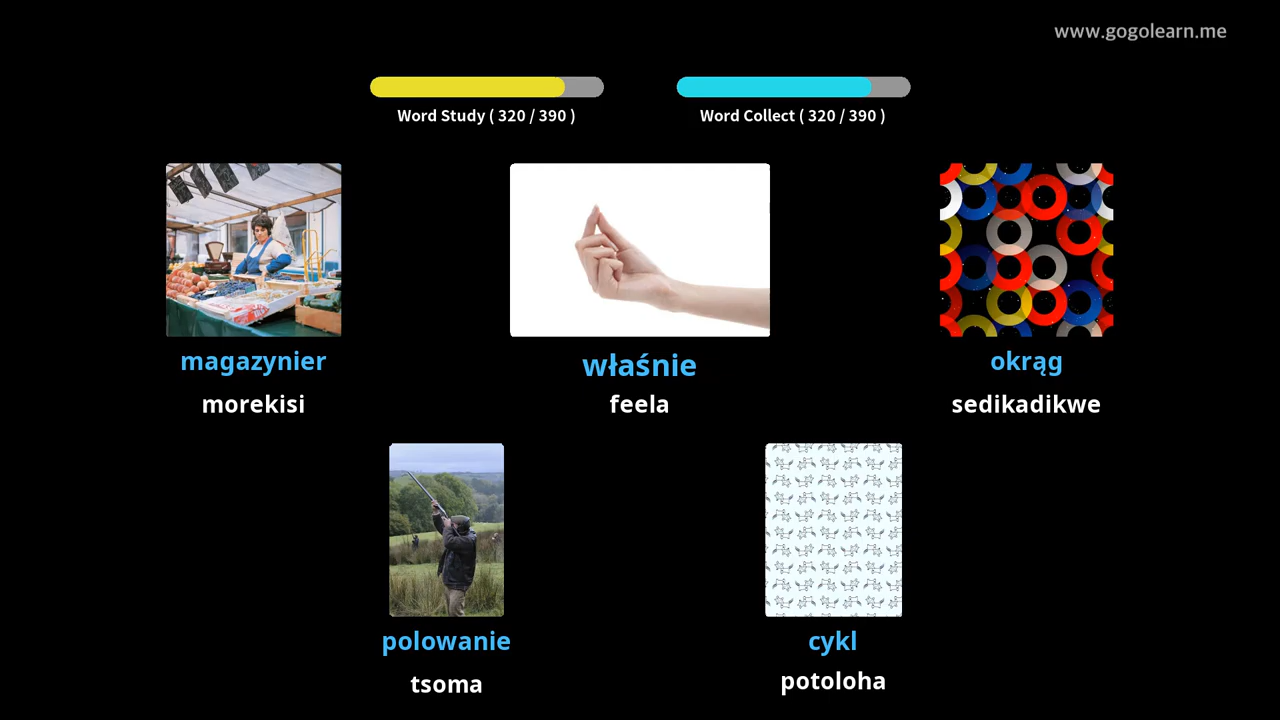 www.gogolearn.me
Word Study ( 320 / 390 )
Word Collect ( 320 / 390 )
magazynier
morekisi
właśnie
feela
okrąg
sedikadikwe
polowanie
tsoma
cykl
potoloha